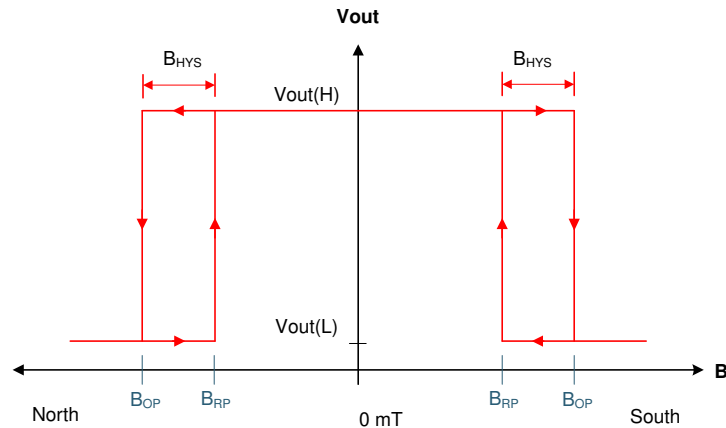 Vout
BHYS
BHYS
Vout(H)
Vout(L)
B
BOP
BRP
BRP
BOP
North
0 mT
South